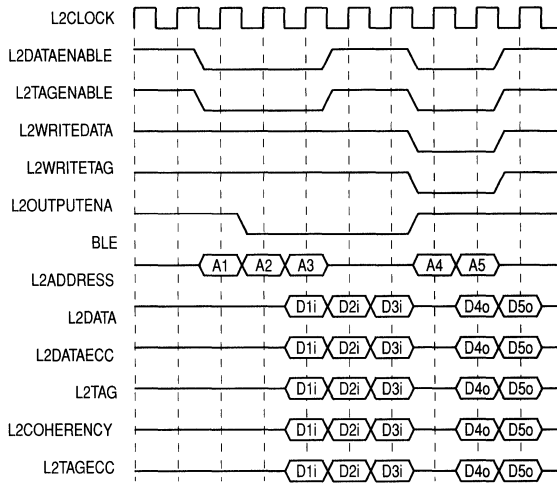 L2CLOCK
L2DATAENABLE
L2TAGENABLE
L2WRITEDATA
L2WRITETAG
L2OUTPUTENA
BLE
A1 A2 A3 A4 A5
L2ADDRESS
D1i D2i D3i D4o D5o
L2DATA
D1i D2i D3i D4o D5o
L2DATAECC
D1i D2i D3i D4o D5o
L2TAG
D1i D2i D3i D4o D5o
L2COHERENCY
D1i D2i D3i D4o D5o
L2TAGECC